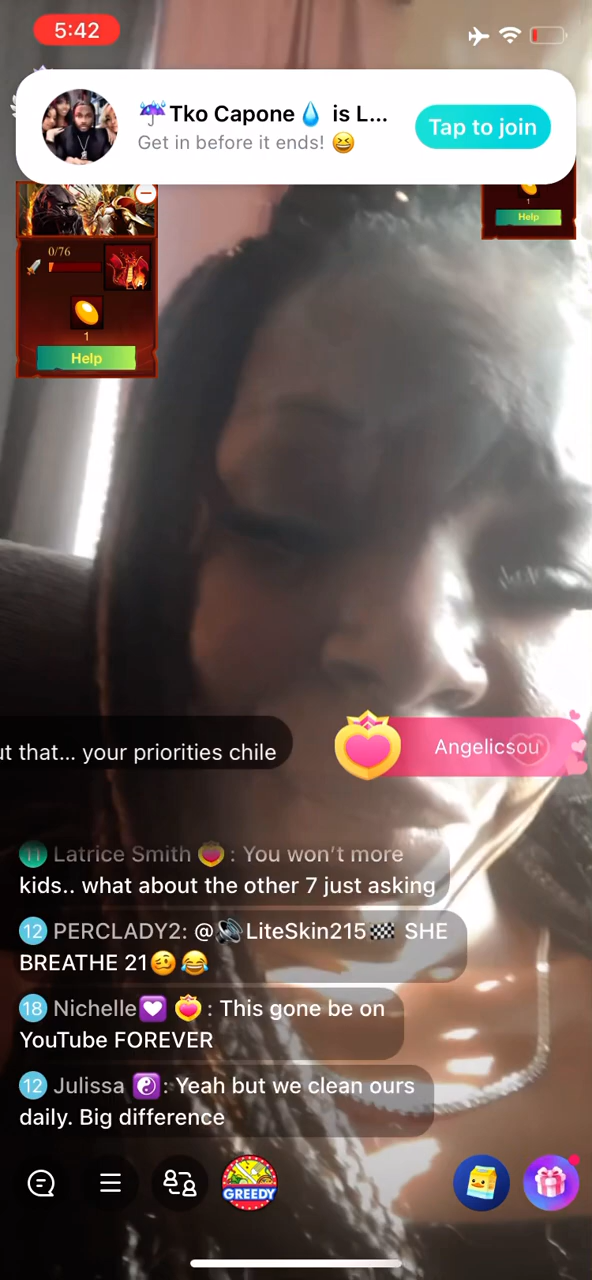 5:42
☔Tko Capone💧 is L...
Get in before it ends! 😆
Tap to join
1
Help
0/76
1
Help
ut that... your priorities chile
Angelicsou
11 Latrice Smith : You won't more
kids.. what about the other 7 just asking
12 PERCLADY2: @🔊LiteSkin215🏁 SHE
BREATHE 21🥴😂
18 Nichelle💟 : This gone be on
YouTube FOREVER
12 Julissa ☯️: Yeah but we clean ours
daily. Big difference
GREEDY